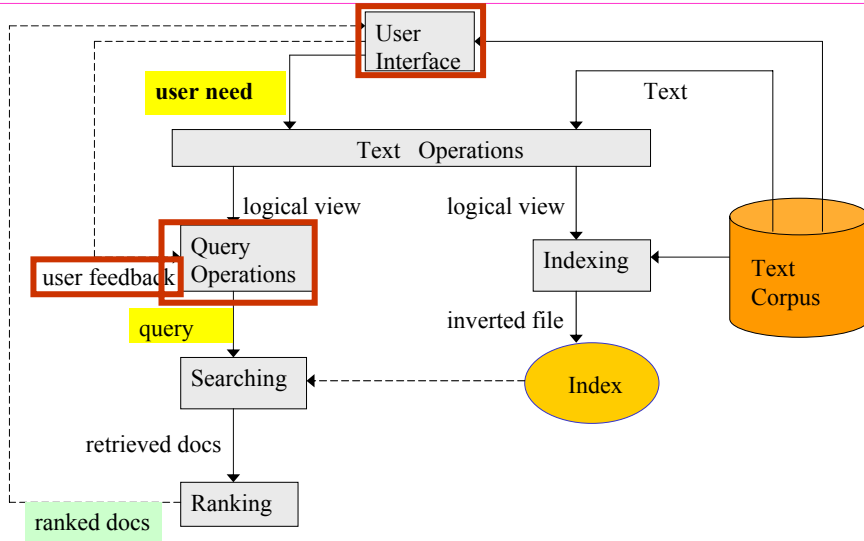 User
Interface
user need
Text
Text Operations
logical view
logical view
Query
Operations
user feedback
Indexing
Text
Corpus
query
inverted file
Searching
Index
retrieved docs
Ranking
ranked docs